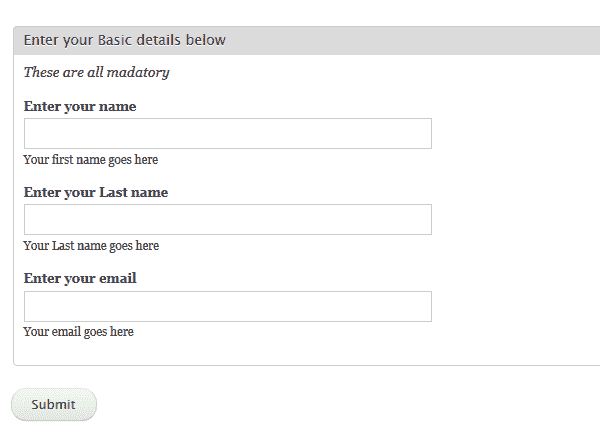 Enter your Basic details below
These are all madatory
Enter your name
Your first name goes here
Enter your Last name
Your Last name goes here
Enter your email
Your email goes here
Submit